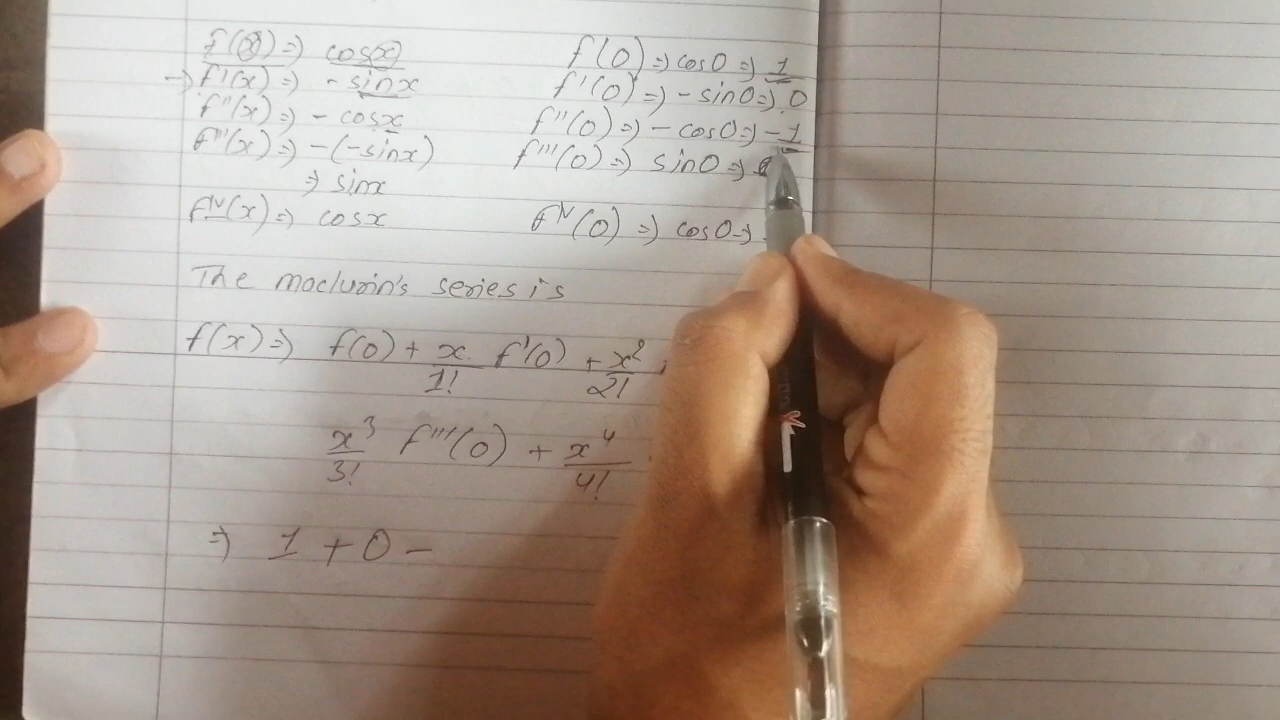 f(x) ⇒ cosx f(0) ⇒ cos0 ⇒ 1
→ f'(x) ⇒ - sinx f'(0) ⇒ - sin0 ⇒ 0
f''(x) ⇒ - cosx f''(0) ⇒ - cos0 ⇒ -1
f'''(x) ⇒ -(-sinx) f'''(0) ⇒ sin0 ⇒
⇒ sinx
f^IV(x) ⇒ cosx f^IV(0) ⇒ cos0 ⇒
The maclurin's series is
f(x) ⇒ f(0) + x/1! . f'(0) + x²/2!
x³/3! f'''(0) + x⁴/4!
⇒ 1 + 0 -